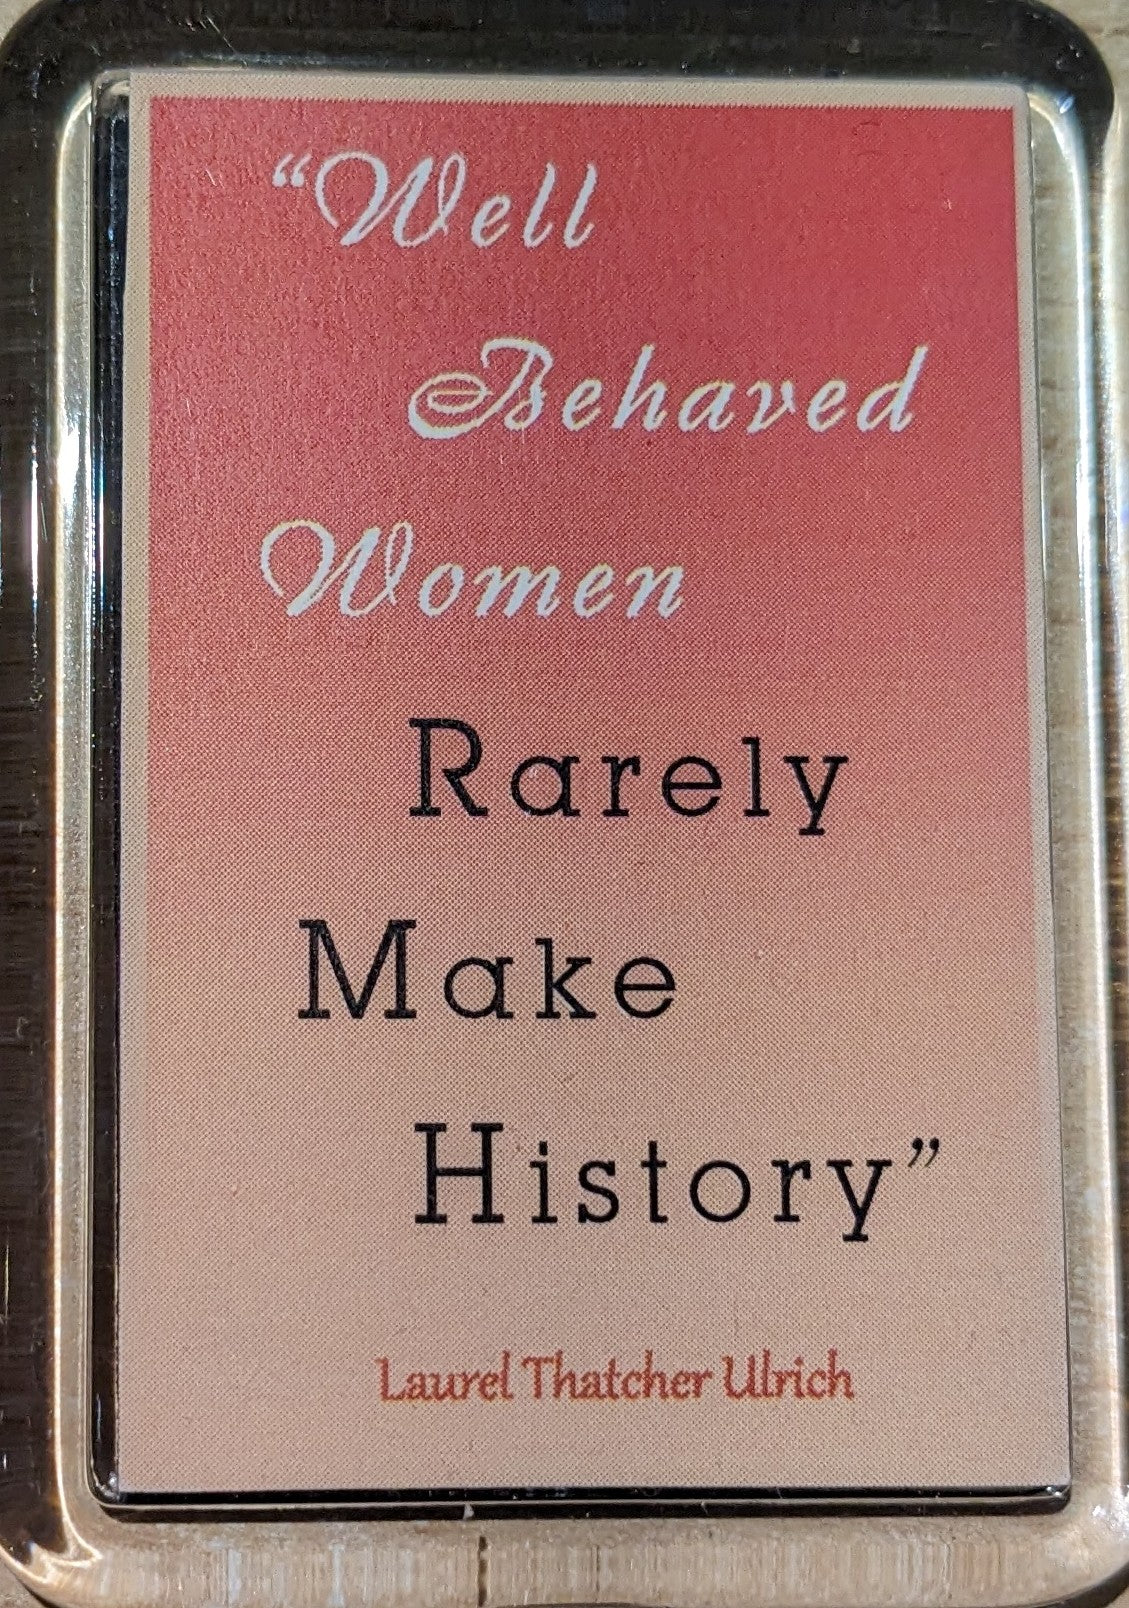 “Well
Behaved
Women
Rarely
Make
History”
Laurel Thatcher Ulrich